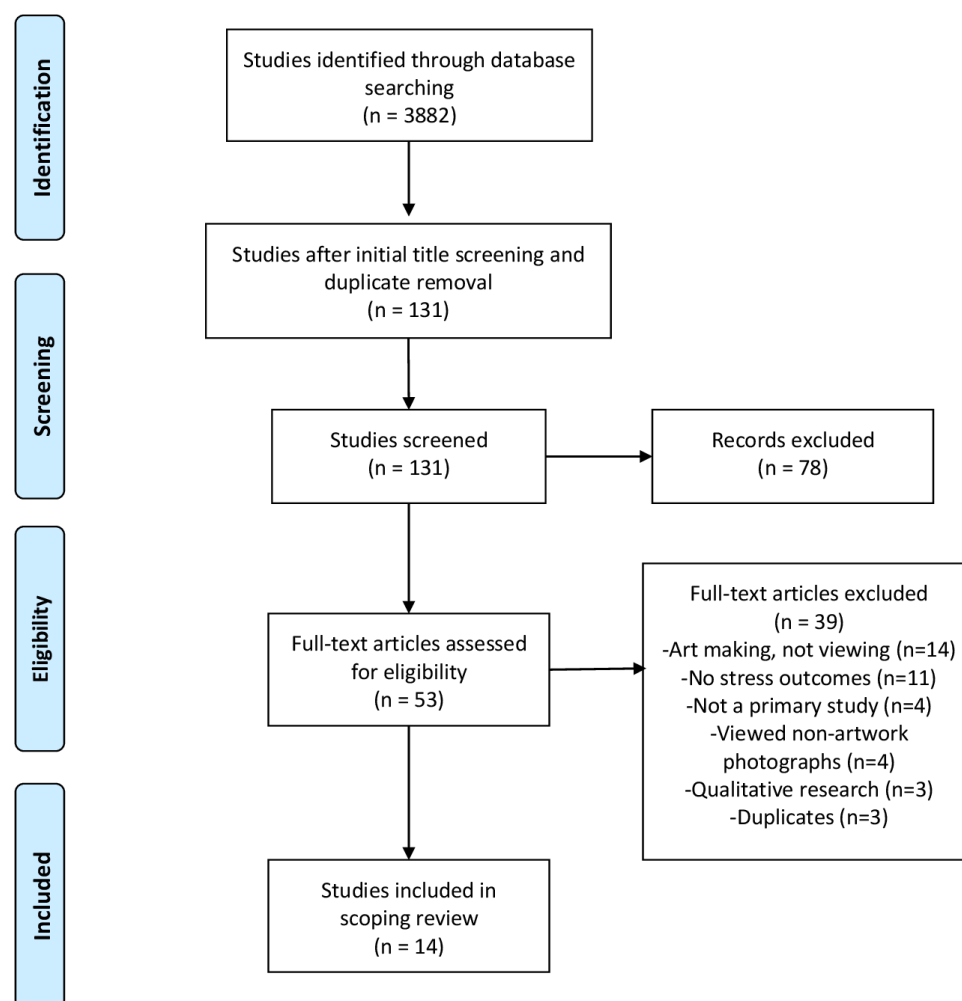 Identification
Studies identified through database
searching
(n = 3882)
Studies after initial title screening and
duplicate removal
(n = 131)
Screening
Studies screened
(n = 131)
Records excluded
(n = 78)
Eligibility
Full-text articles assessed
for eligibility
(n = 53)
Full-text articles excluded
(n = 39)
-Art making, not viewing (n=14)
-No stress outcomes (n=11)
-Not a primary study (n=4)
-Viewed non-artwork
photographs (n=4)
-Qualitative research (n=3)
-Duplicates (n=3)
Included
Studies included in
scoping review
(n = 14)